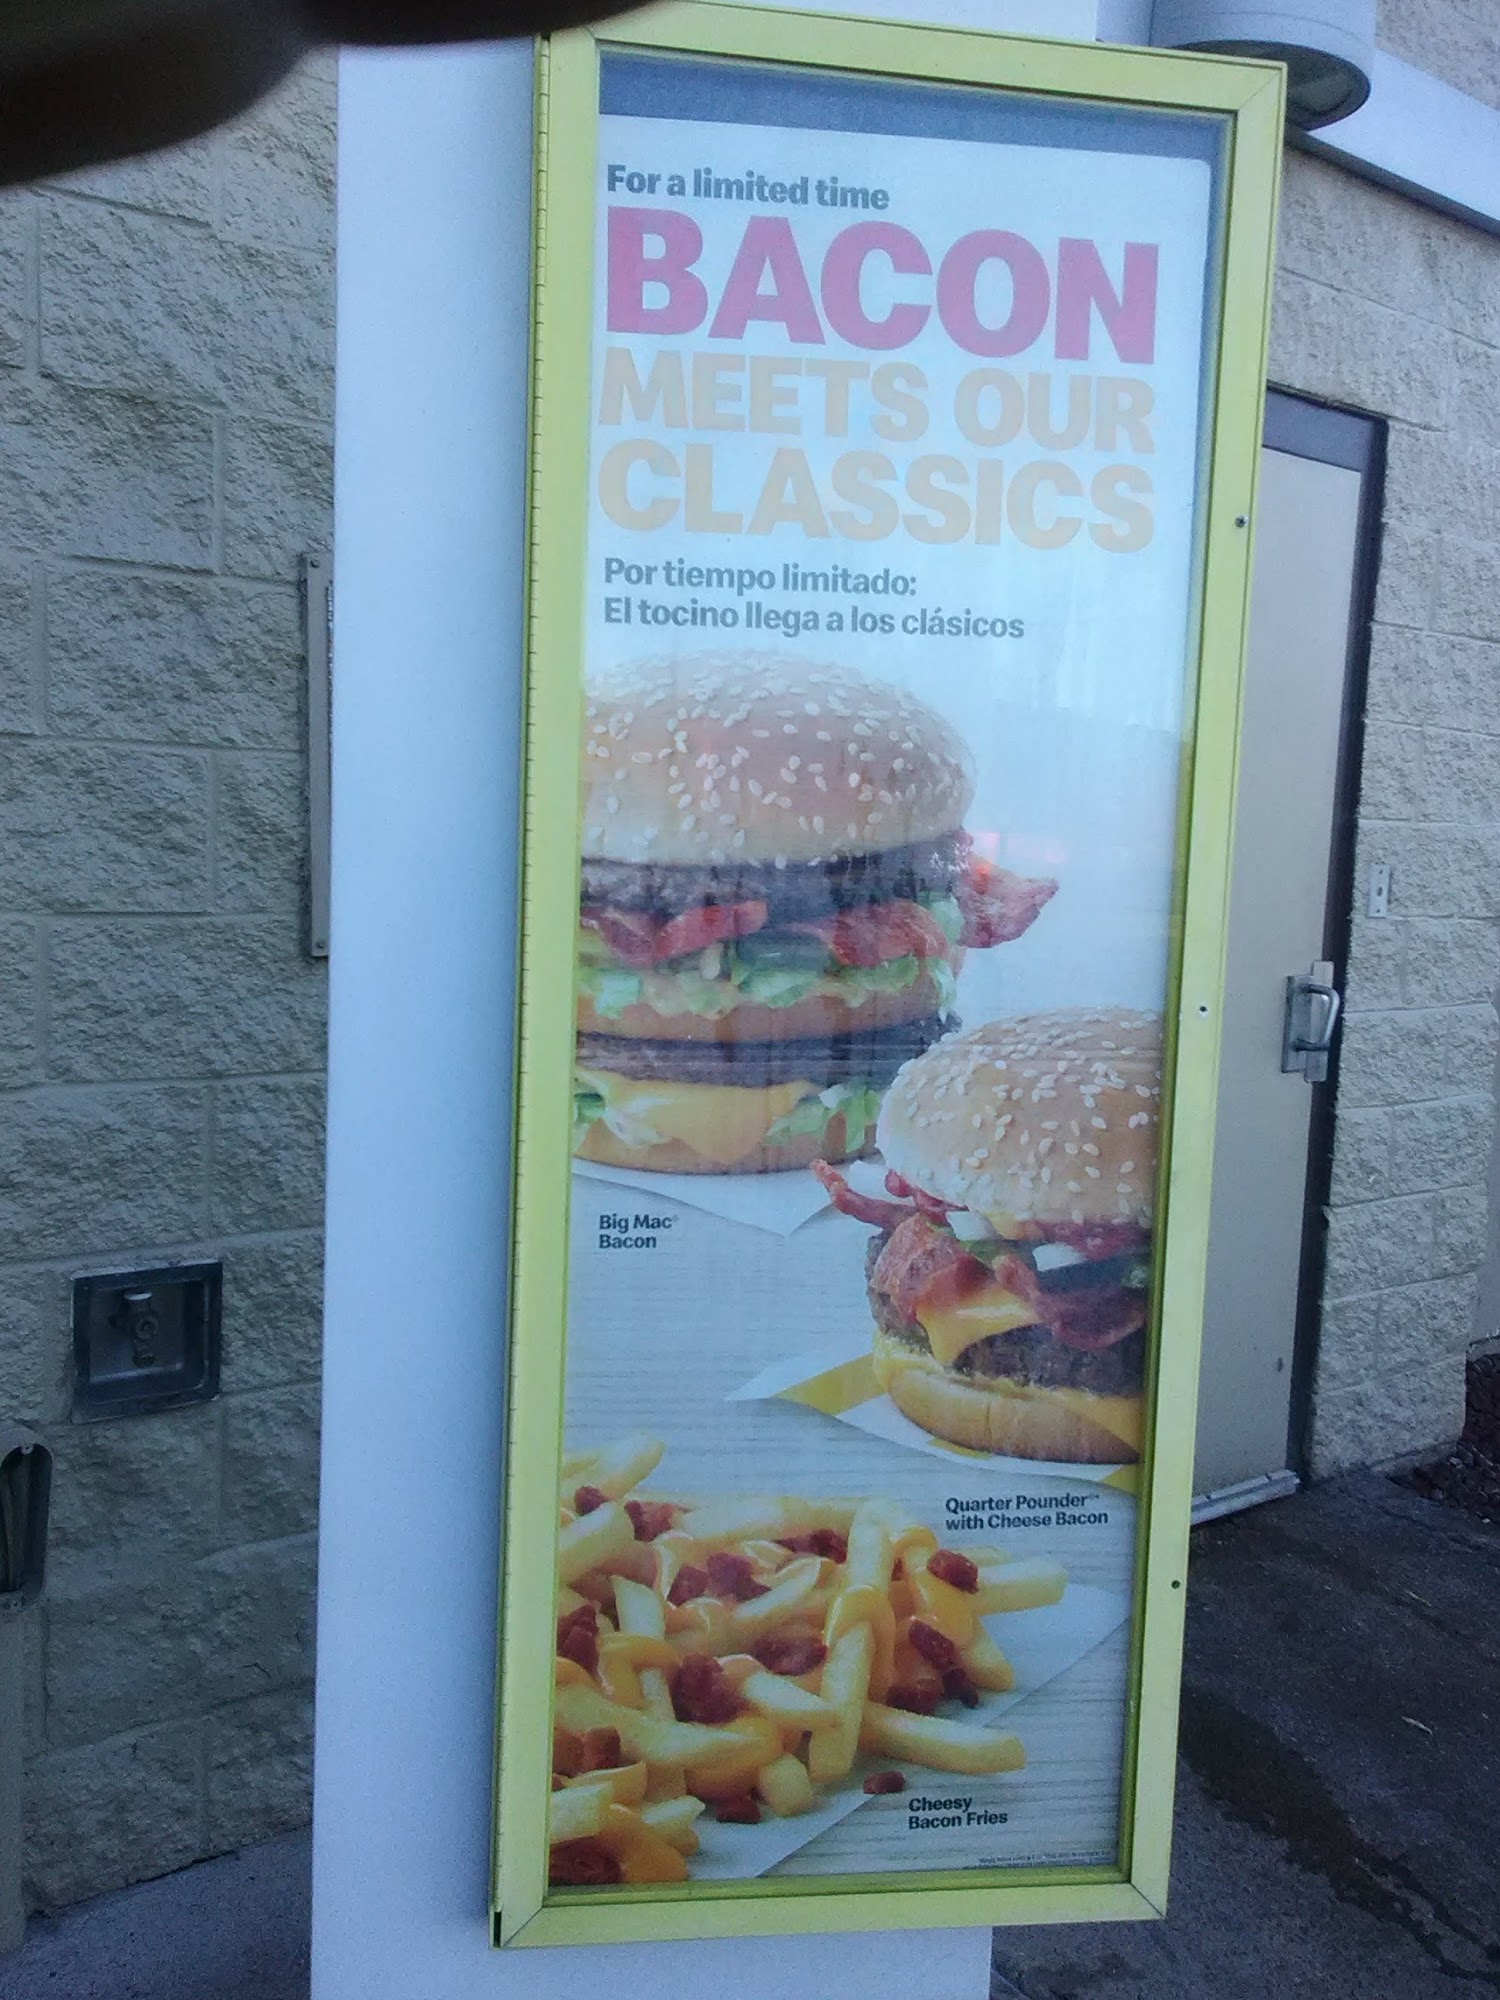 For a limited time
BACON
MEETS OUR
CLASSICS
Por tiempo limitado:
El tocino llega a los clásicos
Big Mac®
Bacon
Quarter Pounder
with Cheese Bacon
Cheesy
Bacon Fries